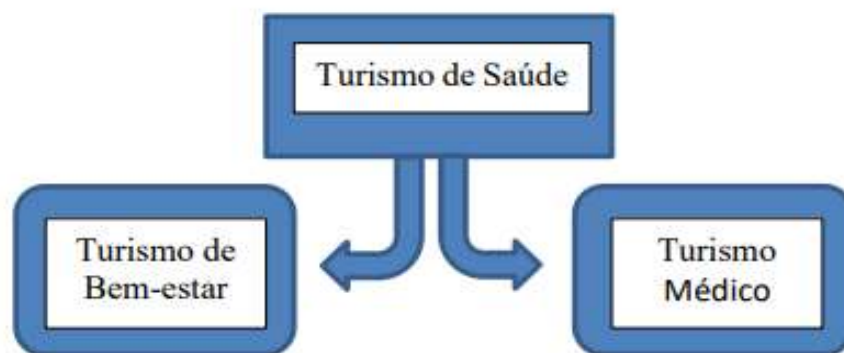 Turismo de Saúde
Turismo de
Bem-estar
Turismo
Médico